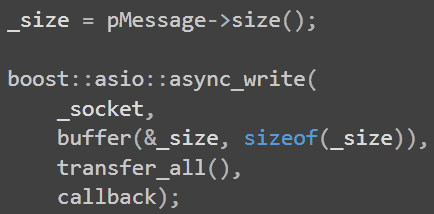 _size = pMessage->size();
boost::asio::async_write(
_socket,
buffer(&_size, sizeof(_size)),
transfer_all(),
callback);